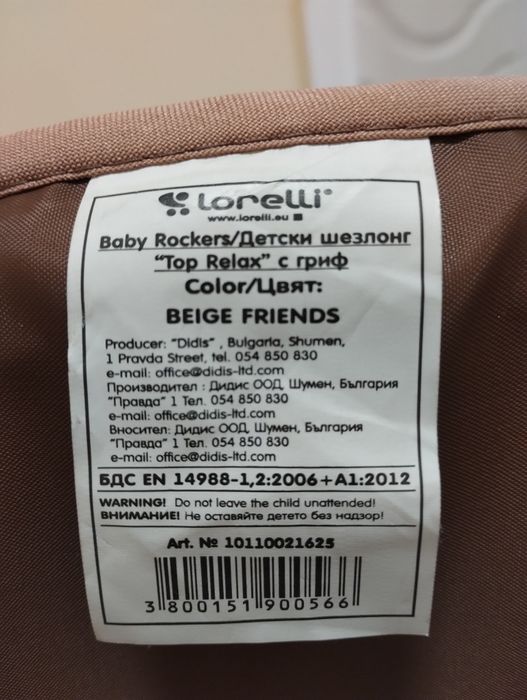 Lorelli®
www.lorelli.eu
Baby Rockers/Детски шезлонг
"Top Relax" с гриф
Color/Цвят:
BEIGE FRIENDS
Producer: "Didis" , Bulgaria, Shumen,
1 Pravda Street, tel. 054 850 830
e-mail: office@didis-ltd.com
Производител : Дидис ООД, Шумен, България
"Правда" 1 Тел. 054 850 830
e-mail: office@didis-ltd.com
Вносител: Дидис ООД, Шумен, България
"Правда" 1 Тел. 054 850 830
e-mail: office@didis-ltd.com
БДС EN 14988-1,2:2006+A1:2012
WARNING! Do not leave the child unattended!
ВНИМАНИЕ! Не оставяйте детето без надзор!
Art. № 10110021625
3 800151 900566